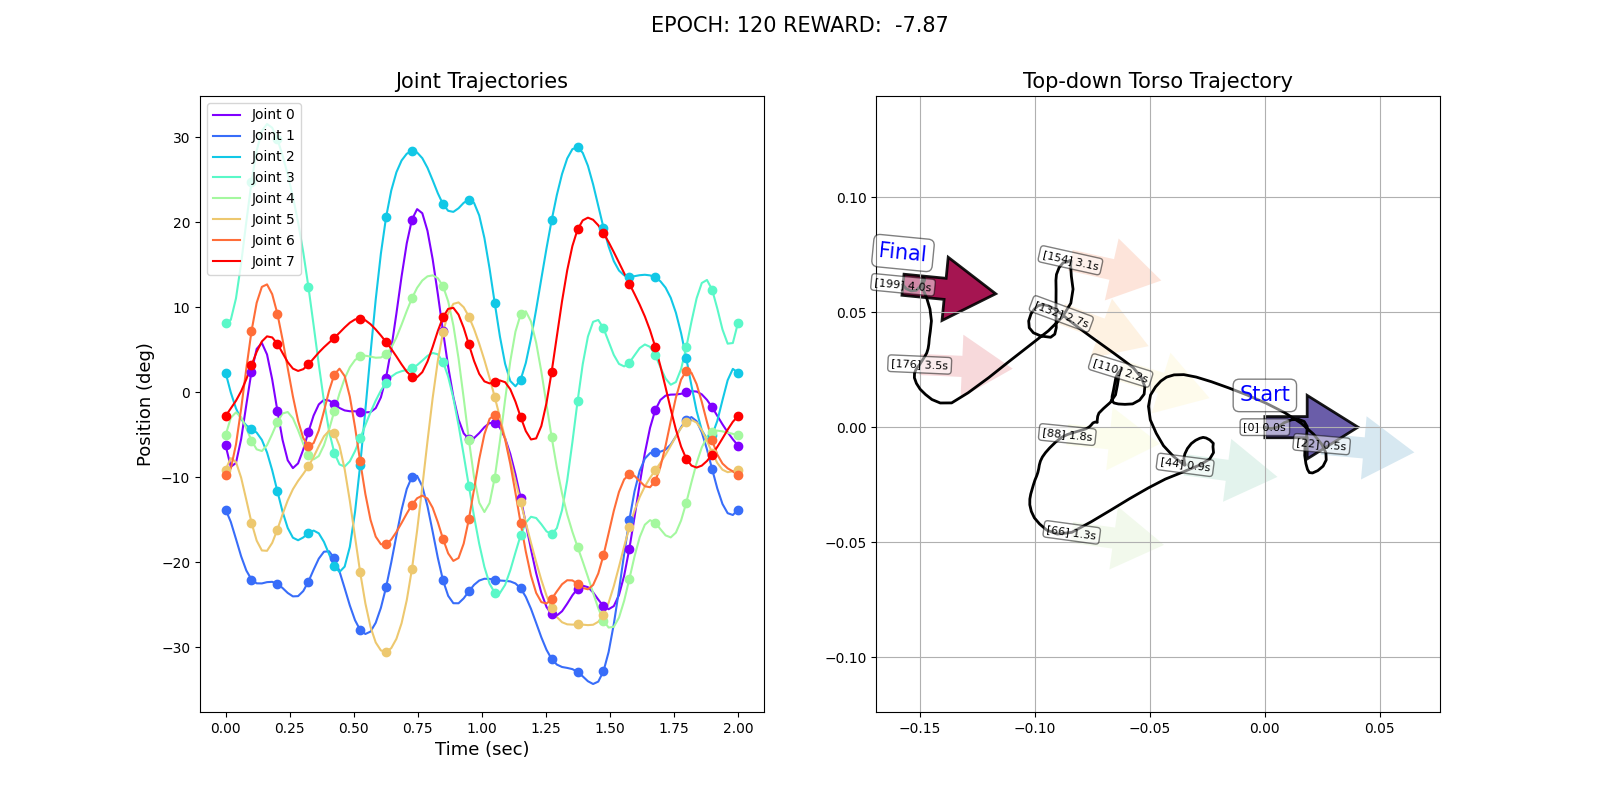 EPOCH: 120 REWARD:  -7.87
Joint Trajectories
Joint 0
Joint 1
Joint 2
Joint 3
Joint 4
Joint 5
Joint 6
Joint 7
30
20
10
0
−10
−20
−30
Position (deg)
0.00 0.25 0.50 0.75 1.00 1.25 1.50 1.75 2.00
Time (sec)
Top-down Torso Trajectory
0.10
0.05
0.00
−0.05
−0.10
−0.15 −0.10 −0.05 0.00 0.05
Final
[199] 4.0s
[154] 3.1s
[132] 2.7s
[176] 3.5s
[110] 2.2s
Start
[0] 0.0s
[88] 1.8s
[22] 0.5s
[44] 0.9s
[66] 1.3s